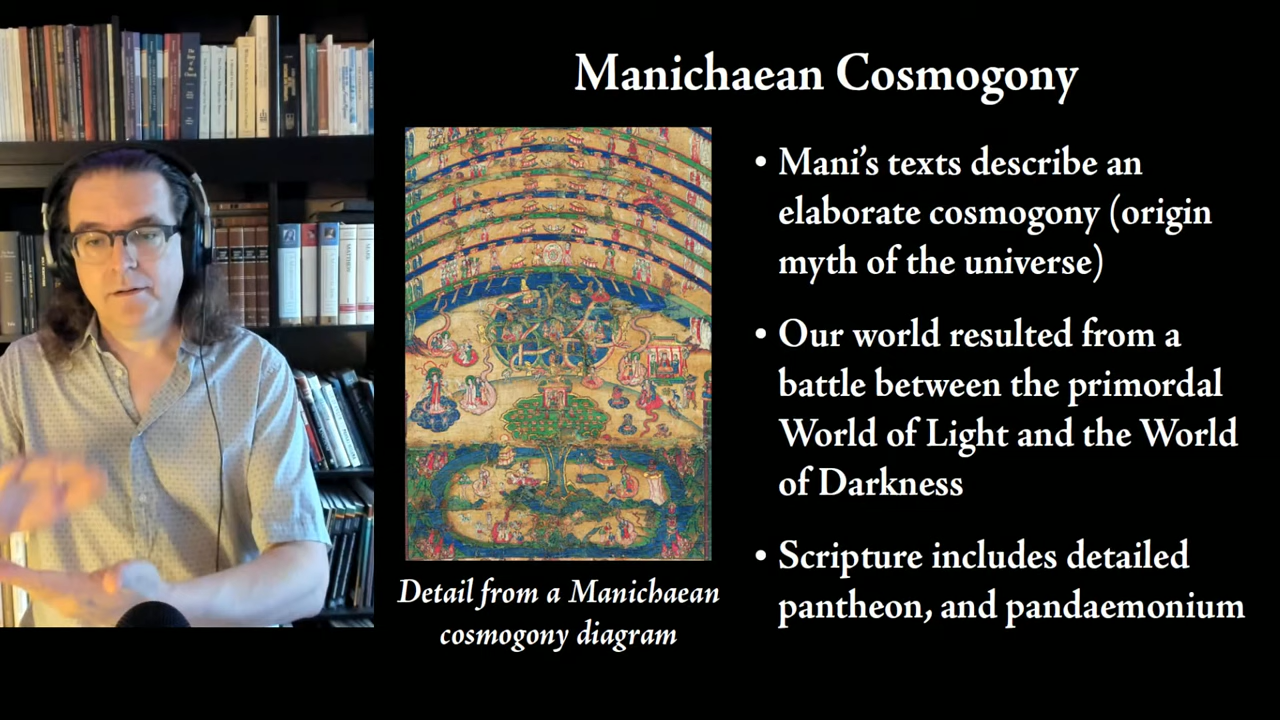 Manichaean Cosmogony
• Mani's texts describe an
elaborate cosmogony (origin
myth of the universe)
• Our world resulted from a
battle between the primordal
World of Light and the World
of Darkness
• Scripture includes detailed
pantheon, and pandaemonium
Detail from a Manichaean
cosmogony diagram